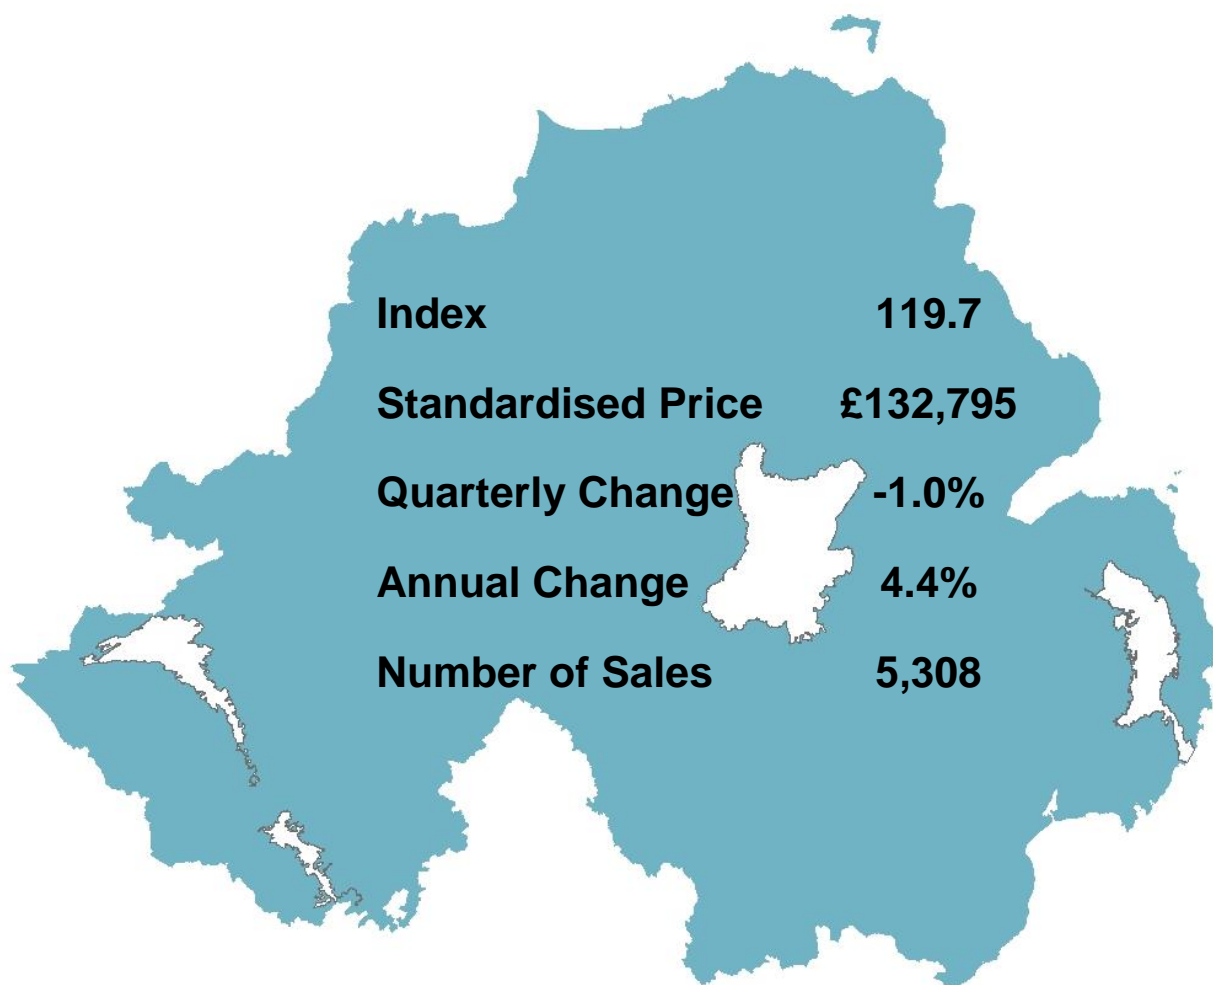 Index 119.7
Standardised Price £132,795
Quarterly Change -1.0%
Annual Change 4.4%
Number of Sales 5,308